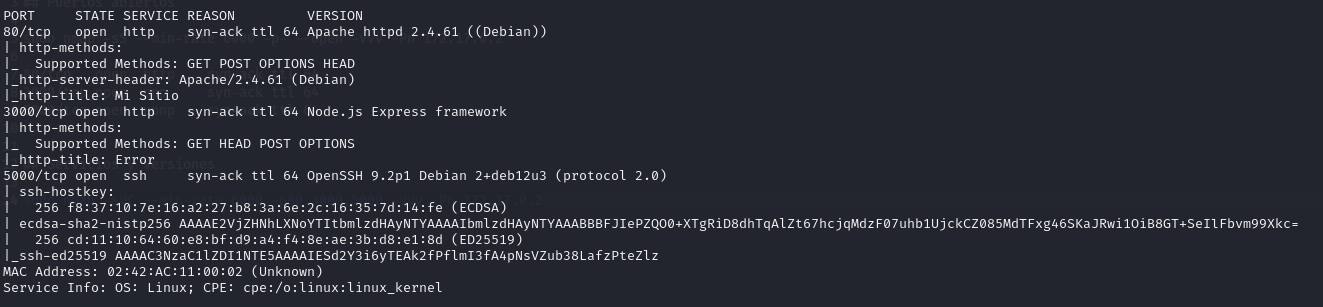 ## Puertos abiertos
PORT     STATE SERVICE REASON         VERSION
80/tcp   open  http    syn-ack ttl 64 Apache httpd 2.4.61 ((Debian))
| http-methods:
|_  Supported Methods: GET POST OPTIONS HEAD
|_http-server-header: Apache/2.4.61 (Debian)
|_http-title: Mi Sitio
3000/tcp open  http    syn-ack ttl 64 Node.js Express framework
| http-methods:
|_  Supported Methods: GET HEAD POST OPTIONS
|_http-title: Error
5000/tcp open  ssh     syn-ack ttl 64 OpenSSH 9.2p1 Debian 2+deb12u3 (protocol 2.0)
| ssh-hostkey:
|   256 f8:37:10:7e:16:a2:27:b8:3a:6e:2c:16:35:7d:14:fe (ECDSA)
| ecdsa-sha2-nistp256 AAAAE2VjZHNhLXNoYTItbmlzdHAyNTYAAAAIbmlzdHAyNTYAAABBBFJIePZQO0+XTgRiD8dhTqAlZt67hcjqMdzF07uhb1UjckCZ085MdTFxg46SKaJRwi1OiB8GT+SeIlFbvm99Xkc=
|   256 cd:11:10:64:60:e8:bf:d9:a4:f4:8e:ae:3b:d8:e1:8d (ED25519)
|_ssh-ed25519 AAAAC3NzaC1lZDI1NTE5AAAAIESd2Y3i6yTEAk2fPflmI3fA4pNsVZub38LafzPteZlz
MAC Address: 02:42:AC:11:00:02 (Unknown)
Service Info: OS: Linux; CPE: cpe:/o:linux:linux_kernel